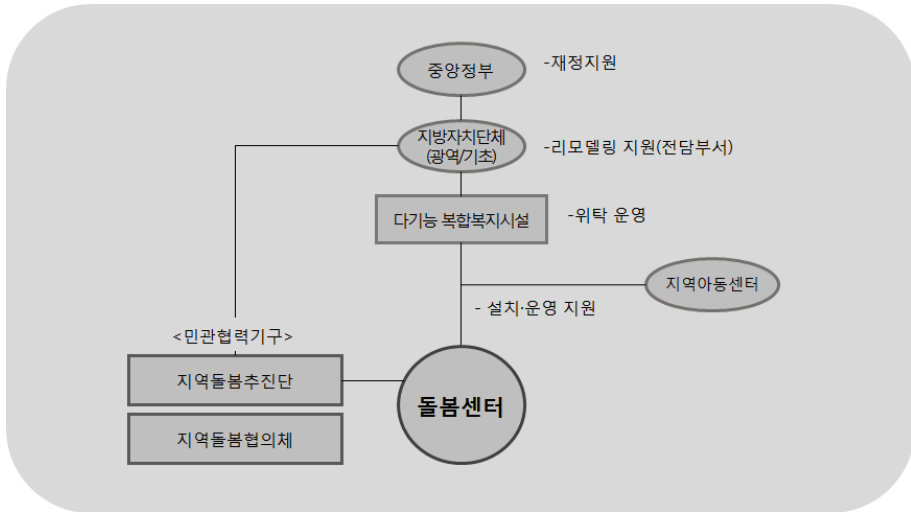 중앙정부
-재정지원
지방자치단체
(광역/기초)
-리모델링 지원(전담부서)
다기능 복합복지시설
-위탁 운영
지역아동센터
- 설치·운영 지원
<민관협력기구>
지역돌봄추진단
돌봄센터
지역돌봄협의체